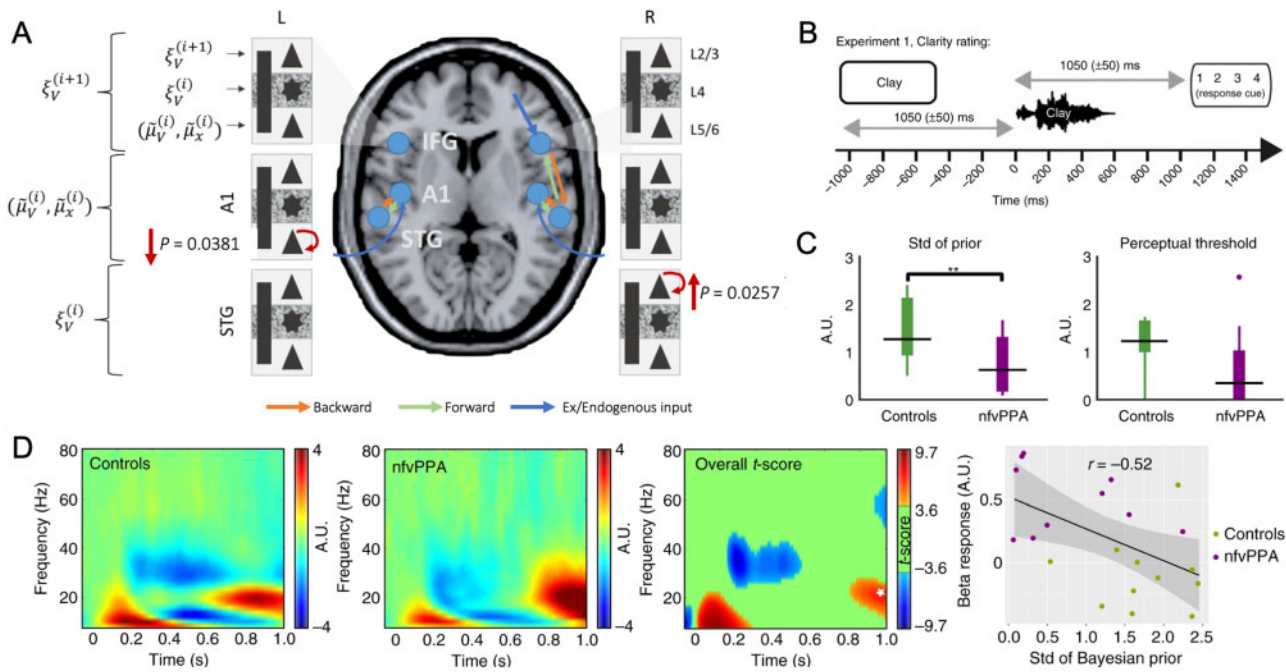 A
L
R
ξ_V^(i+1)
ξ_V^(i+1)
ξ_V^(i)
(μ̃_V^(i), μ̃_x^(i))
L2/3
L4
L5/6
IFG
A1
STG
(μ̃_V^(i), μ̃_x^(i))
A1
P = 0.0381
ξ_V^(i)
STG
P = 0.0257
Backward
Forward
Ex/Endogenous input
B
Experiment 1, Clarity rating:
Clay
1050 (±50) ms
1050 (±50) ms
Clay
1 2 3 4
(response cue)
-1000 -800 -600 -400 -200 0 200 400 600 800 1000 1200 1400
Time (ms)
C
Std of prior
**
A.U.
3
2
1
0
Controls nfvPPA
Perceptual threshold
A.U.
3
2
1
0
Controls nfvPPA
D
Controls
Frequency (Hz)
80
60
40
20
0 0.2 0.4 0.6 0.8 1.0
Time (s)
4
A.U.
−4
nfvPPA
Frequency (Hz)
80
60
40
20
0 0.2 0.4 0.6 0.8 1.0
Time (s)
4
A.U.
−4
Overall t-score
Frequency (Hz)
80
60
40
20
0 0.2 0.4 0.6 0.8 1.0
Time (s)
9.7
3.6
t-score
−3.6
−9.7
r = −0.52
Beta response (A.U.)
0.5
0
0.0 0.5 1.0 1.5 2.0 2.5
Std of Bayesian prior
Controls
nfvPPA